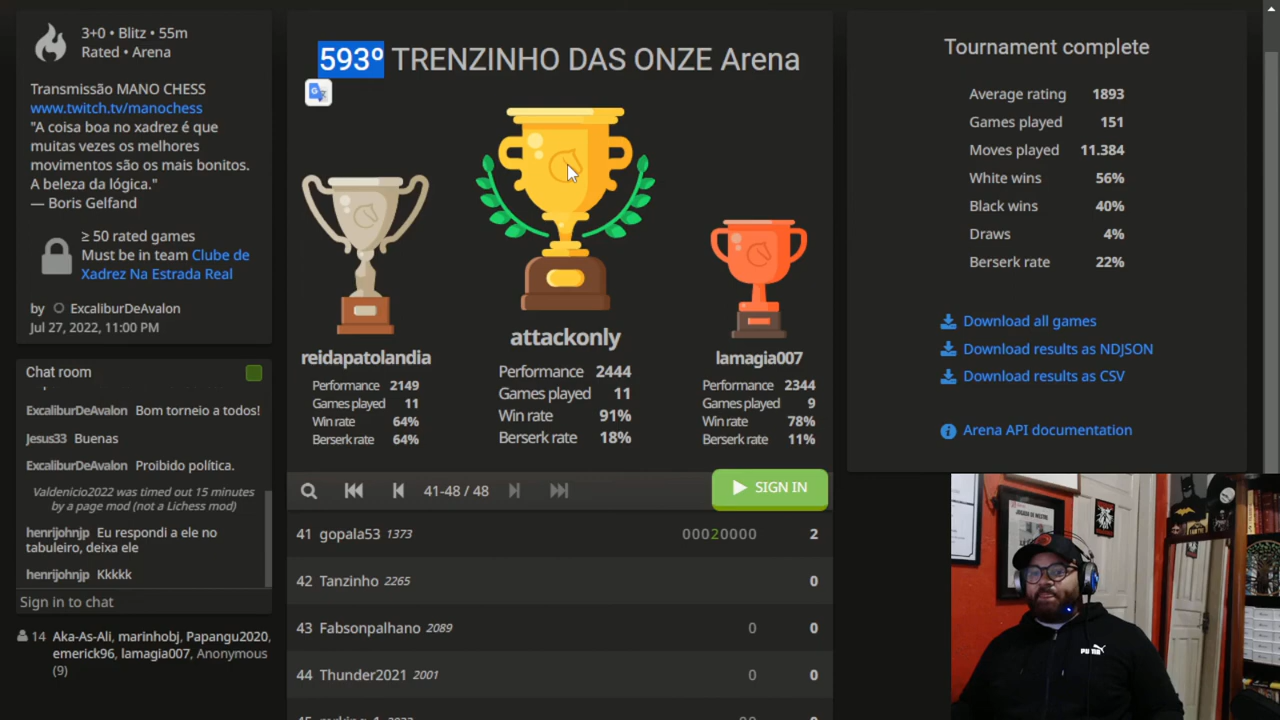 3+0 • Blitz • 55m
Rated • Arena
Transmissão MANO CHESS
www.twitch.tv/manochess
"A coisa boa no xadrez é que
muitas vezes os melhores
movimentos são os mais bonitos.
A beleza da lógica."
— Boris Gelfand
≥ 50 rated games
Must be in team Clube de
Xadrez Na Estrada Real
by ExcaliburDeAvalon
Jul 27, 2022, 11:00 PM
Chat room
ExcaliburDeAvalon Bom torneio a todos!
Jesus33 Buenas
ExcaliburDeAvalon Proibido política.
Valdenicio2022 was timed out 15 minutes
by a page mod (not a Lichess mod)
henrijohnjp Eu respondi a ele no
tabuleiro, deixa ele
henrijohnjp Kkkkk
Sign in to chat
14 Aka-As-Ali, marinhobj, Papangu2020,
emerick96, lamagia007, Anonymous
(9)
593º TRENZINHO DAS ONZE Arena
reidapatolandia
Performance 2149
Games played 11
Win rate 64%
Berserk rate 64%
attackonly
Performance 2444
Games played 11
Win rate 91%
Berserk rate 18%
lamagia007
Performance 2344
Games played 9
Win rate 78%
Berserk rate 11%
41-48 / 48
SIGN IN
41 gopala53 1373 00020000 2
42 Tanzinho 2265 0
43 Fabsonpalhano 2089 0 0
44 Thunder2021 2001 0 0
Tournament complete
Average rating 1893
Games played 151
Moves played 11.384
White wins 56%
Black wins 40%
Draws 4%
Berserk rate 22%
Download all games
Download results as NDJSON
Download results as CSV
Arena API documentation
PUMA